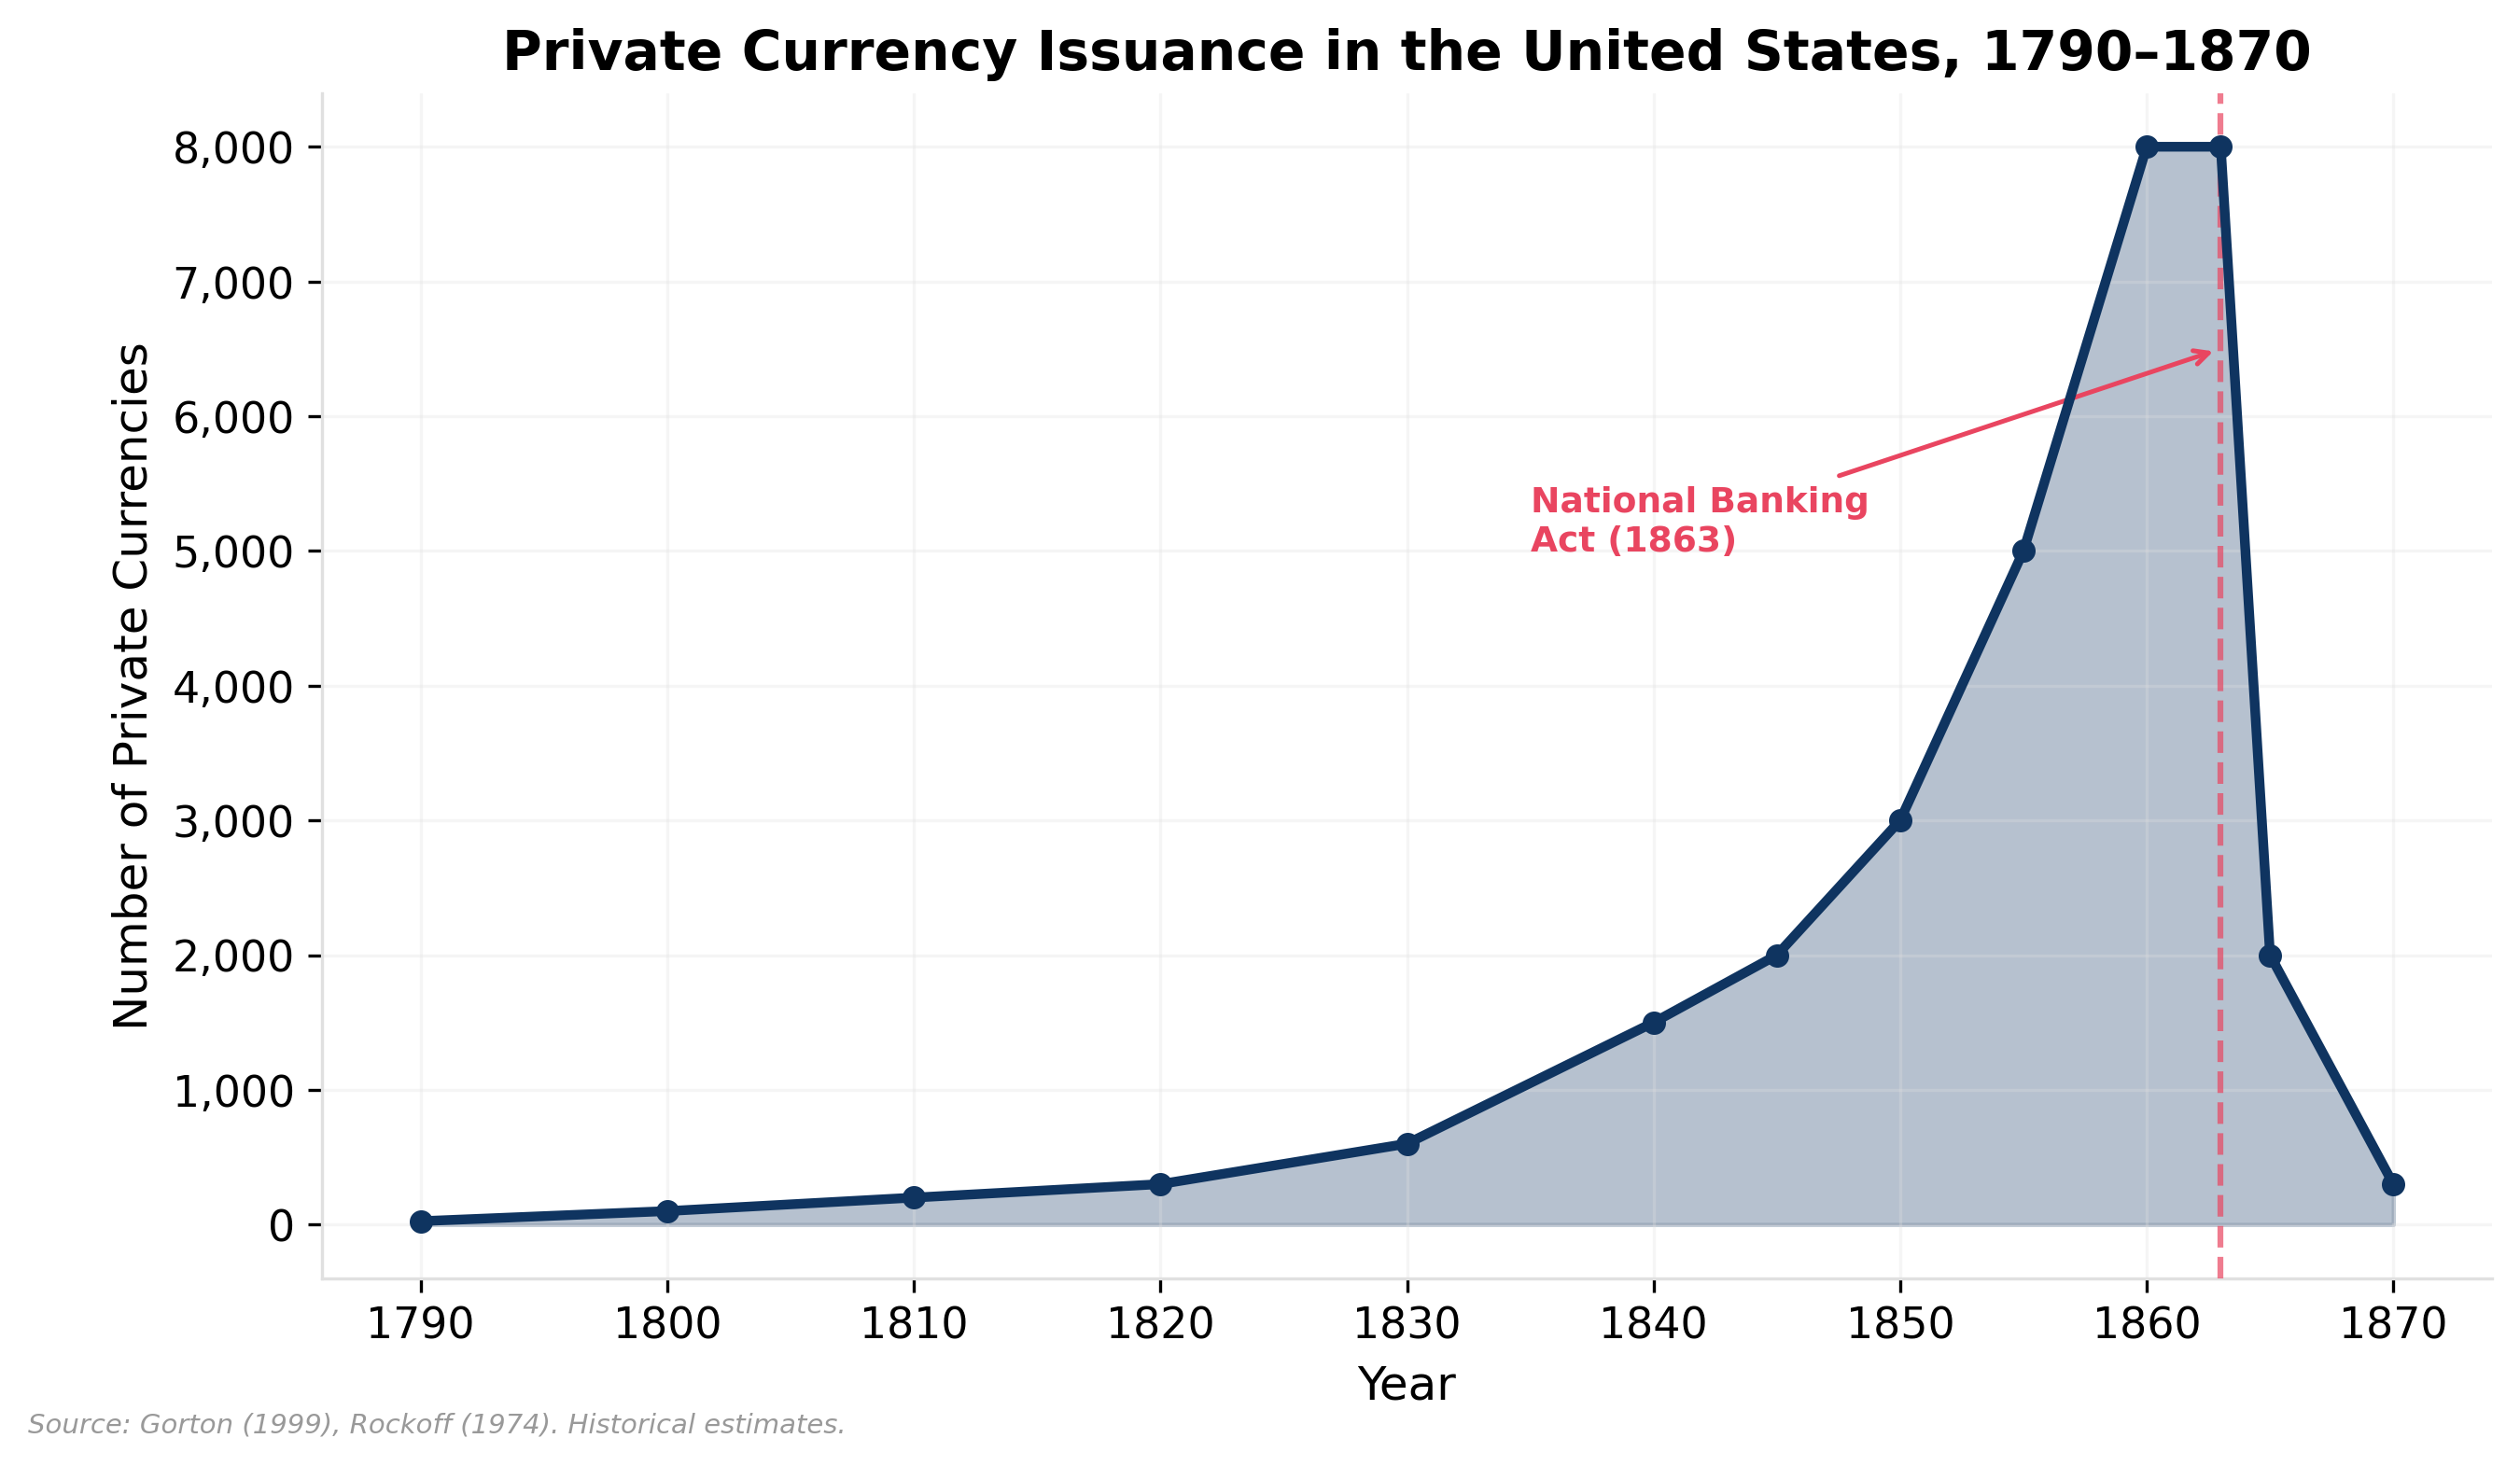 Private Currency Issuance in the United States, 1790–1870
Number of Private Currencies
8,000
7,000
6,000
5,000
4,000
3,000
2,000
1,000
0
National Banking
Act (1863)
1790 1800 1810 1820 1830 1840 1850 1860 1870
Year
Source: Gorton (1999), Rockoff (1974). Historical estimates.